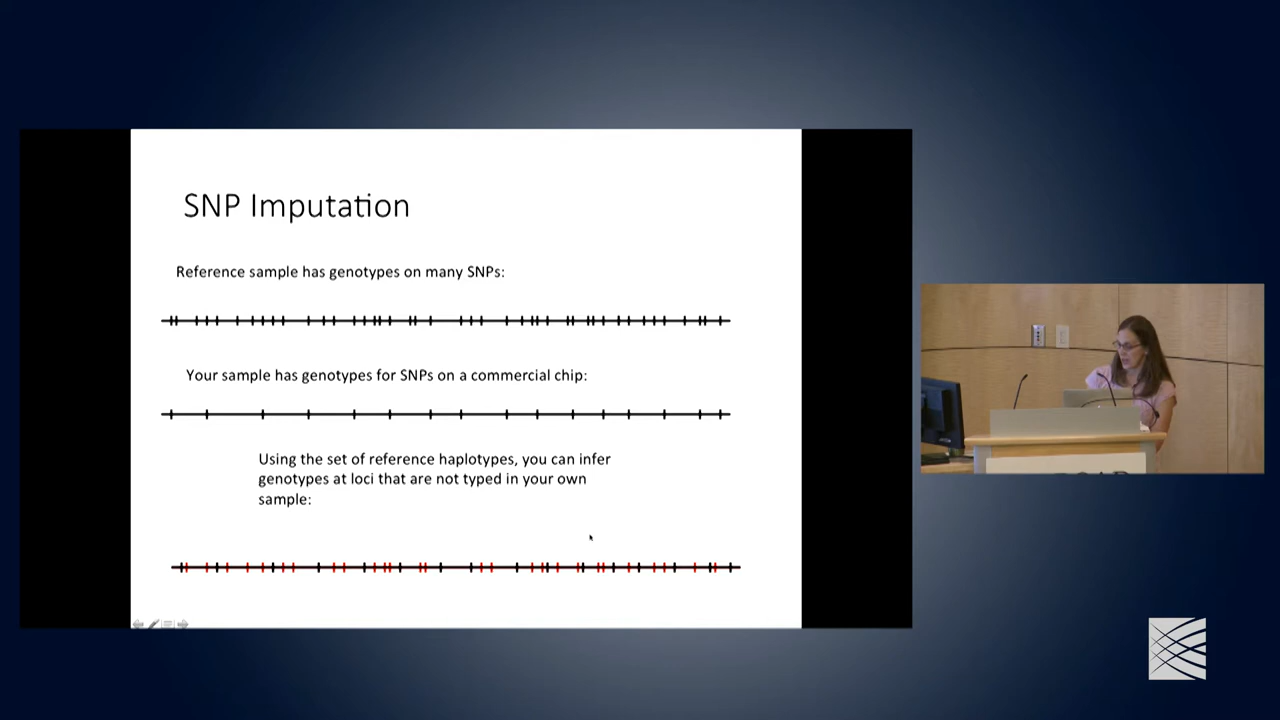 SNP Imputation
Reference sample has genotypes on many SNPs:
Your sample has genotypes for SNPs on a commercial chip:
Using the set of reference haplotypes, you can infer
genotypes at loci that are not typed in your own
sample: